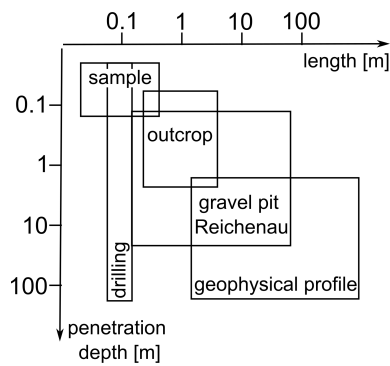 0.1 1 10 100
length [m]
sample
0.1
outcrop
1
gravel pit
10
Reichenau
drilling
100
geophysical profile
penetration
depth [m]